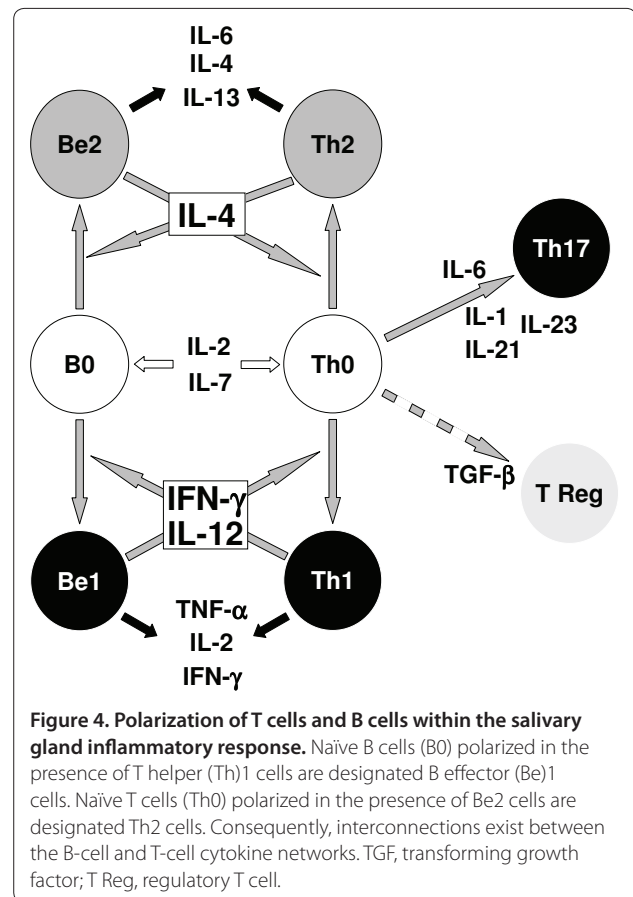 IL-6
IL-4
IL-13
Be2
Th2
IL-4
Th17
IL-6
IL-1
IL-23
IL-21
B0
IL-2
IL-7
Th0
TGF-β
T Reg
IFN-γ
IL-12
Be1
Th1
TNF-α
IL-2
IFN-γ
Figure 4. Polarization of T cells and B cells within the salivary
gland inflammatory response. Naïve B cells (B0) polarized in the
presence of T helper (Th)1 cells are designated B effector (Be)1
cells. Naïve T cells (Th0) polarized in the presence of Be2 cells are
designated Th2 cells. Consequently, interconnections exist between
the B-cell and T-cell cytokine networks. TGF, transforming growth
factor; T Reg, regulatory T cell.